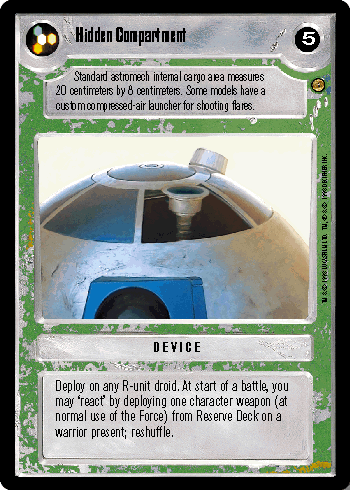 Hidden Compartment
5
Standard astromech internal cargo area measures
20 centimeters by 8 centimeters. Some models have a
custom compressed-air launcher for shooting flares.
DEVICE
Deploy on any R-unit droid. At start of a battle, you
may 'react' by deploying one character weapon (at
normal use of the Force) from Reserve Deck on a
warrior present; reshuffle.